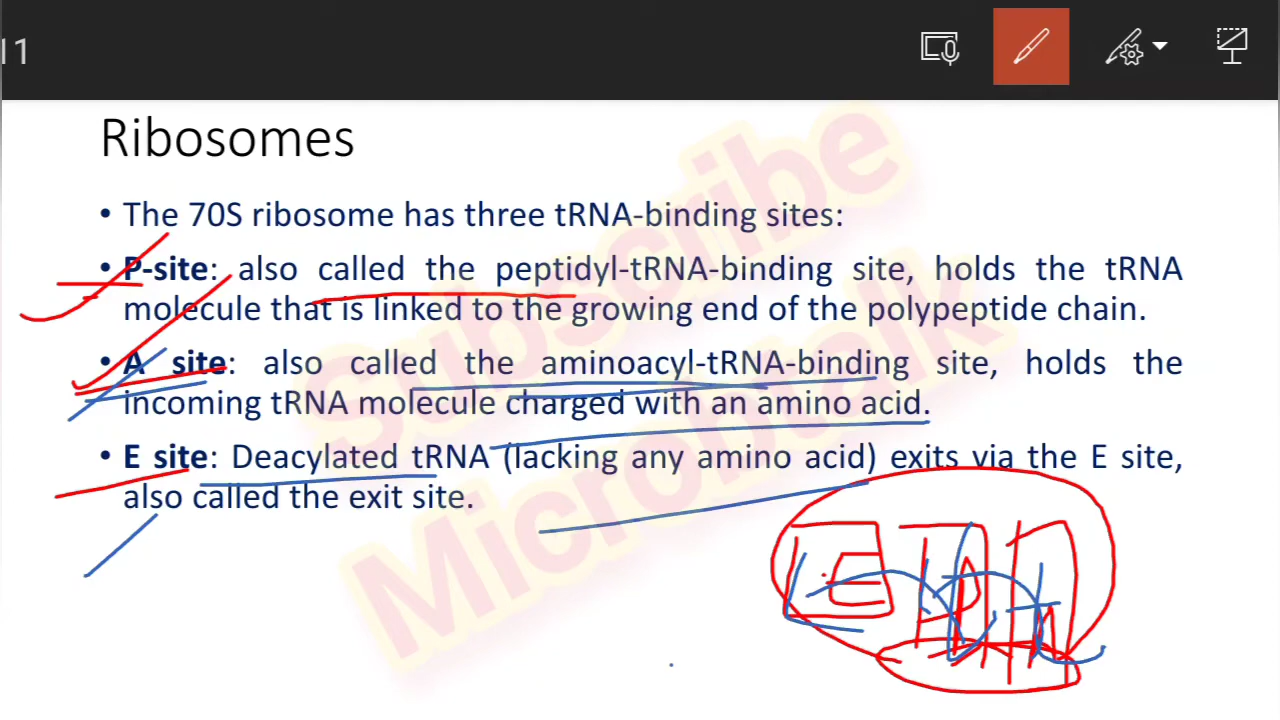 11
Ribosomes
• The 70S ribosome has three tRNA-binding sites:
• P-site: also called the peptidyl-tRNA-binding site, holds the tRNA
molecule that is linked to the growing end of the polypeptide chain.
• A site: also called the aminoacyl-tRNA-binding site, holds the
incoming tRNA molecule charged with an amino acid.
• E site: Deacylated tRNA (lacking any amino acid) exits via the E site,
also called the exit site.
Subscribe
Microbtalk
E P A